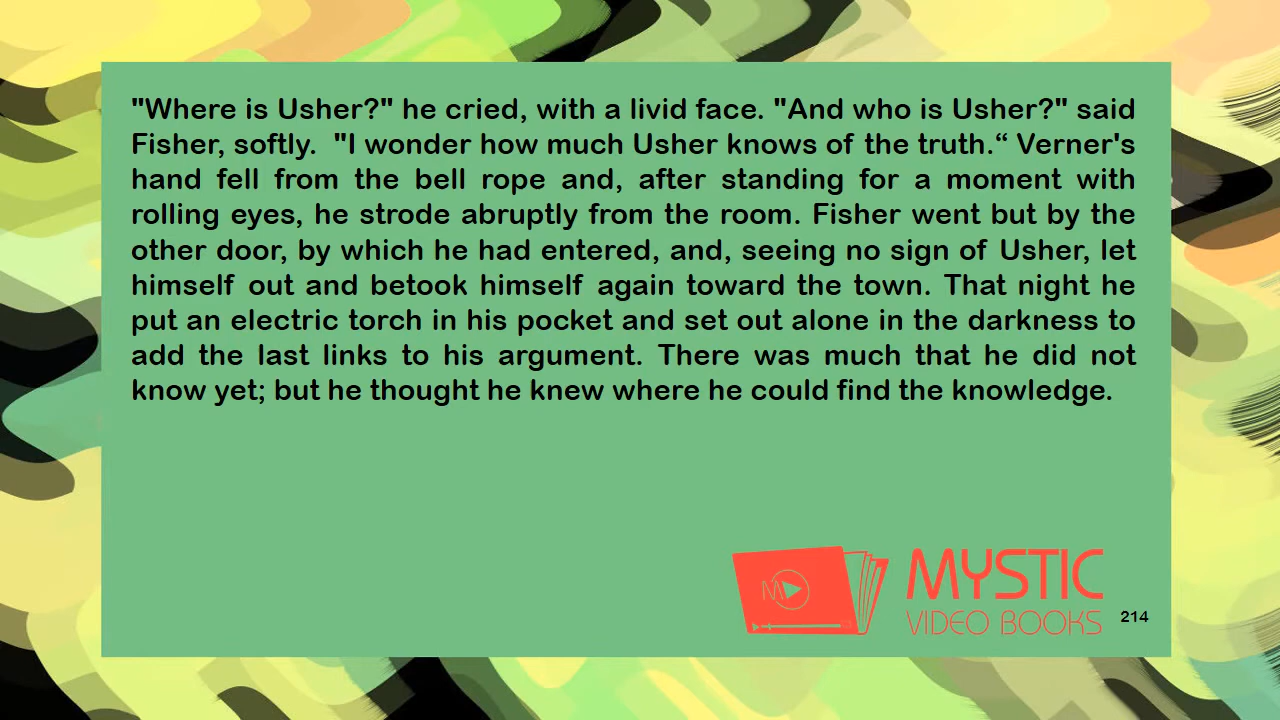 "Where is Usher?" he cried, with a livid face. "And who is Usher?" said
Fisher, softly.  "I wonder how much Usher knows of the truth.“ Verner's
hand fell from the bell rope and, after standing for a moment with
rolling eyes, he strode abruptly from the room. Fisher went but by the
other door, by which he had entered, and, seeing no sign of Usher, let
himself out and betook himself again toward the town. That night he
put an electric torch in his pocket and set out alone in the darkness to
add the last links to his argument. There was much that he did not
know yet; but he thought he knew where he could find the knowledge.
M
MYSTIC
VIDEO BOOKS
214